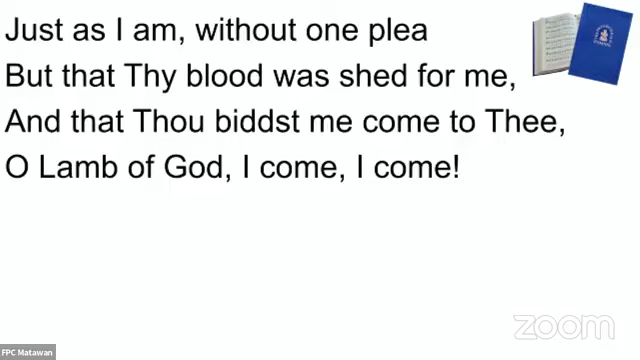 Just as I am, without one plea
But that Thy blood was shed for me,
And that Thou biddst me come to Thee,
O Lamb of God, I come, I come!
zoom
FPC Matawan